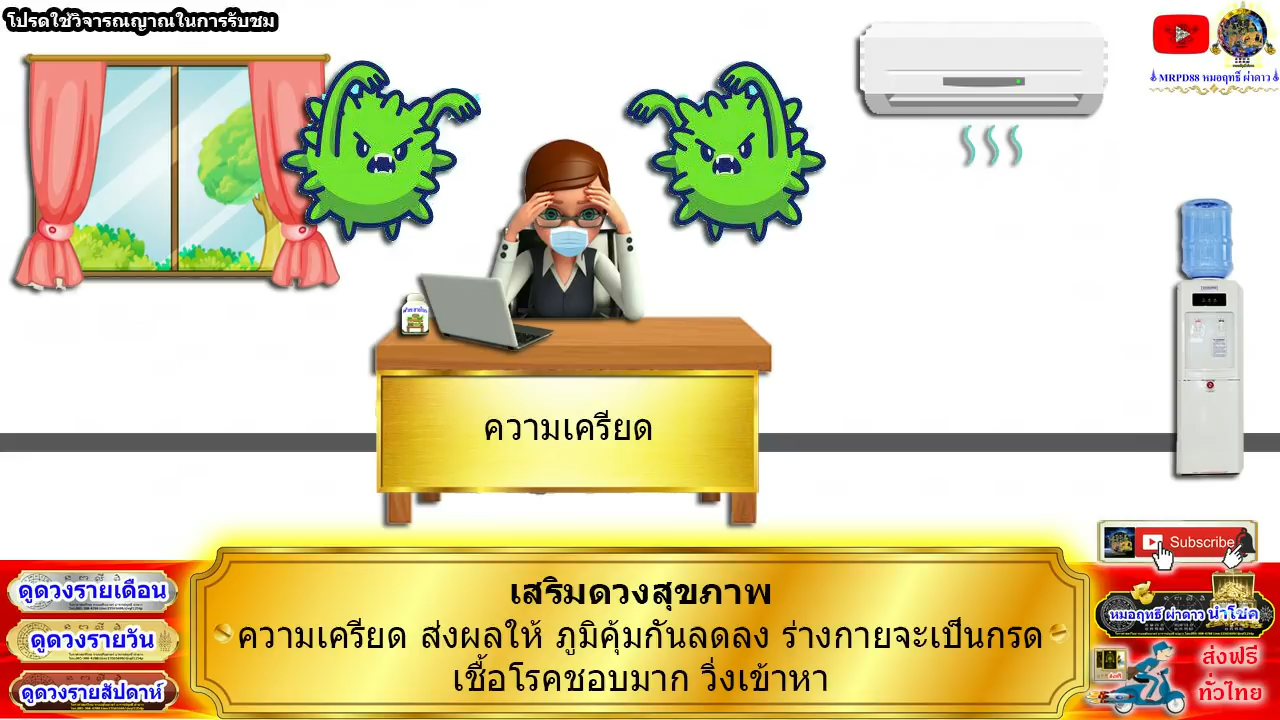 โปรดใช้วิจารณญาณในการรับชม
MRPD88 หมอฤทธิ์ ผ่าดาว
ความเครียด
Subscribe
เสริมดวงสุขภาพ
ความเครียด ส่งผลให้ ภูมิคุ้มกันลดลง ร่างกายจะเป็นกรด
เชื้อโรคชอบมาก วิ่งเข้าหา
ดูดวงรายเดือน
ดูดวงรายวัน
ดูดวงรายสัปดาห์
หมอฤทธิ์ ผ่าดาว นำโชค
ส่งฟรี
ทั่วไทย